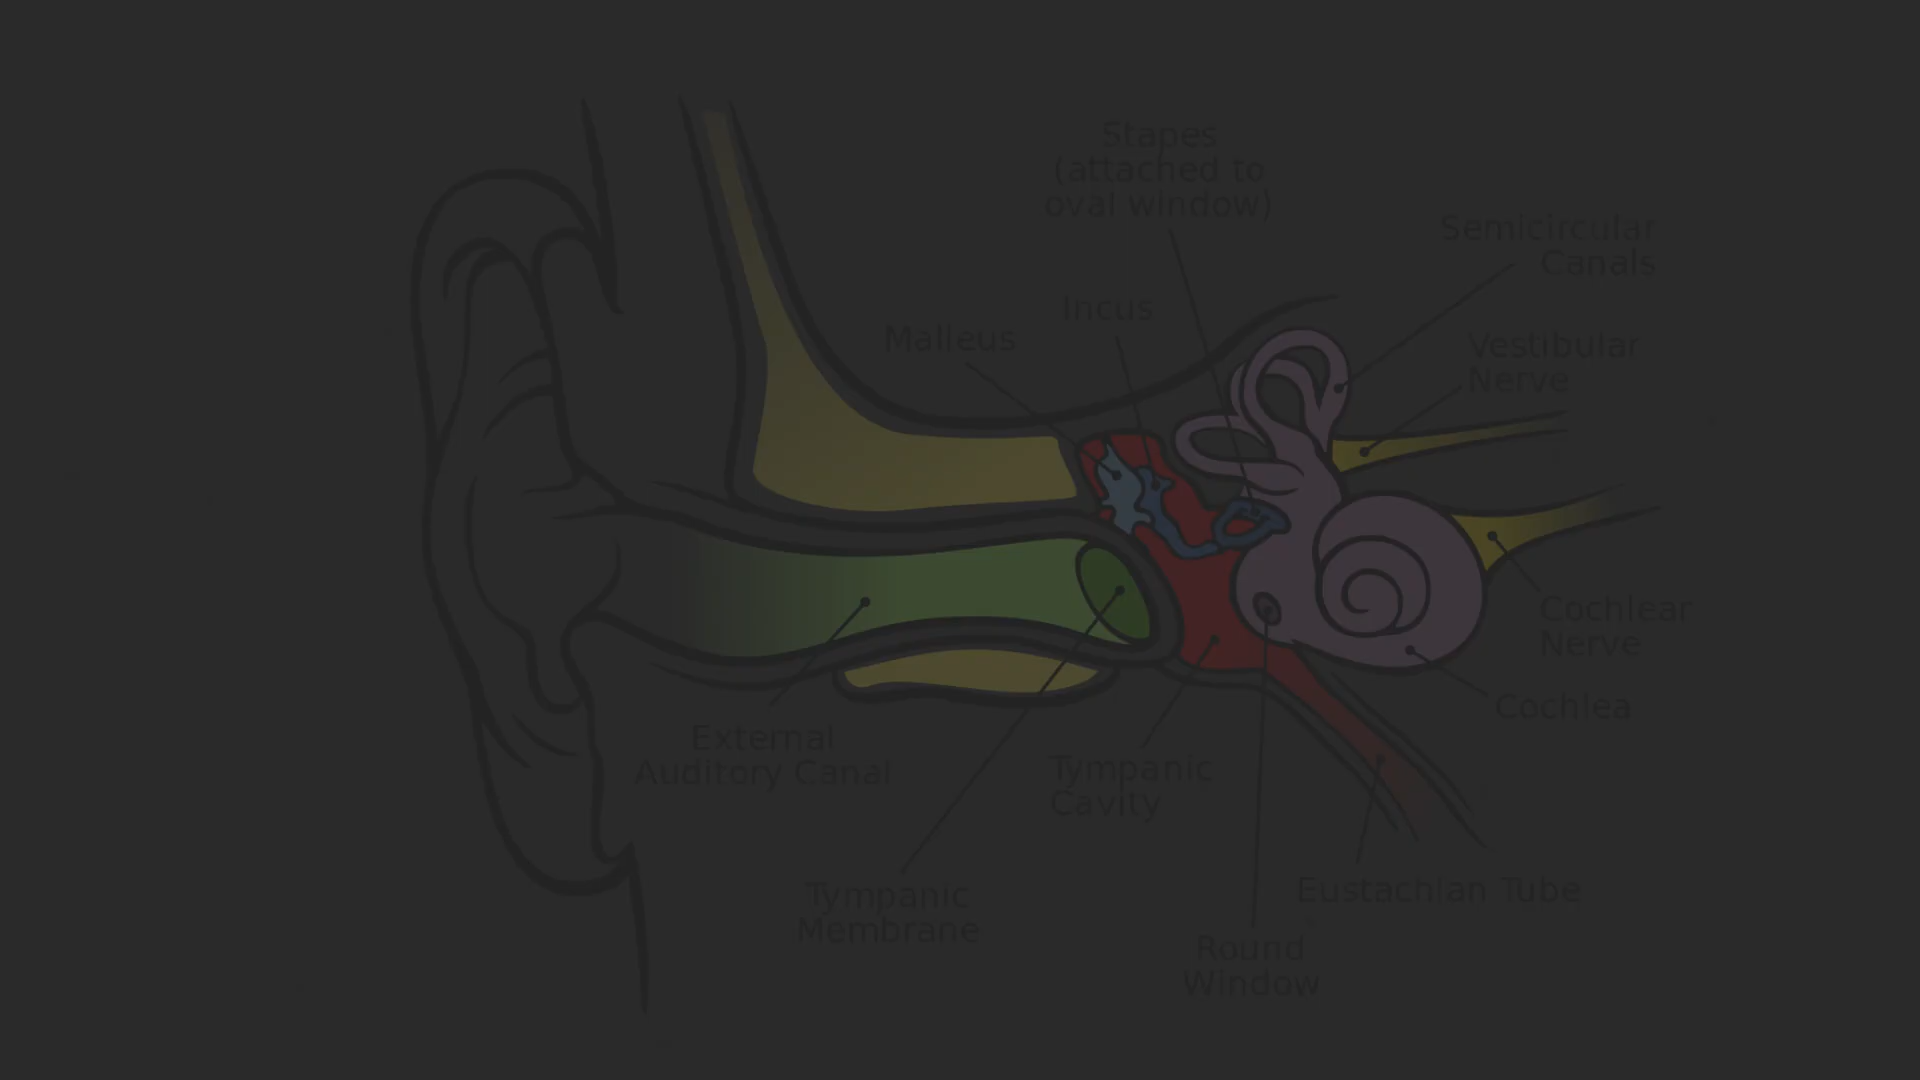 Stapes
(attached to
oval window)
Semicircular
Canals
Incus
Malleus
Vestibular
Nerve
Cochlear
Nerve
Cochlea
External
Auditory Canal
Tympanic
Cavity
Tympanic
Membrane
Eustachian Tube
Round
Window